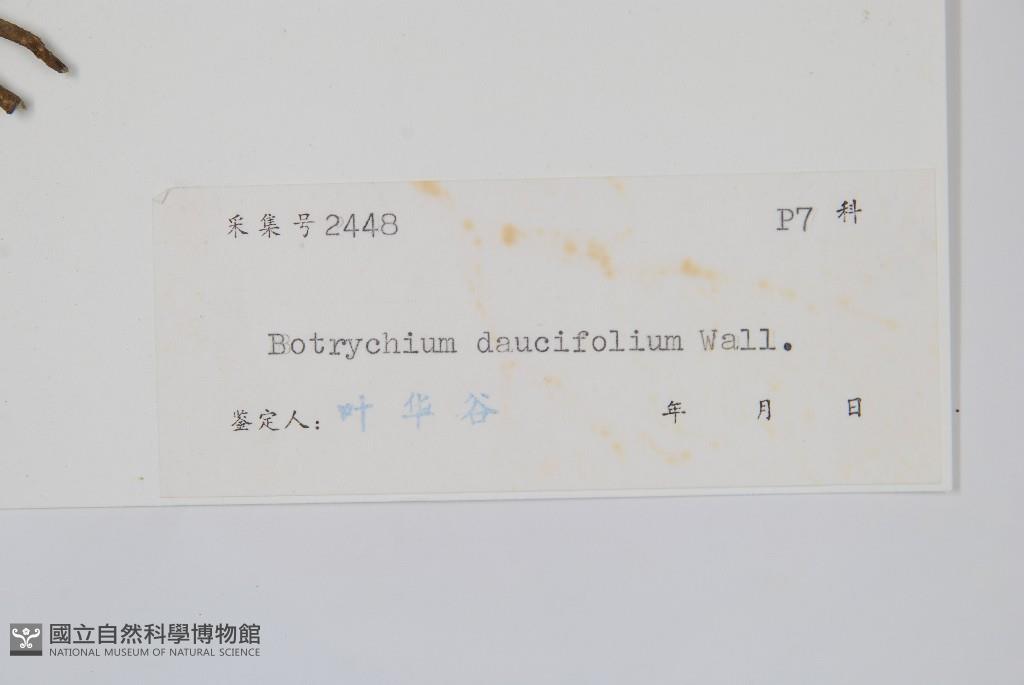 采集号2448 P7 科
Botrychium daucifolium Wall.
鉴定人： 叶华谷 年 月 日
國立自然科學博物館
NATIONAL MUSEUM OF NATURAL SCIENCE